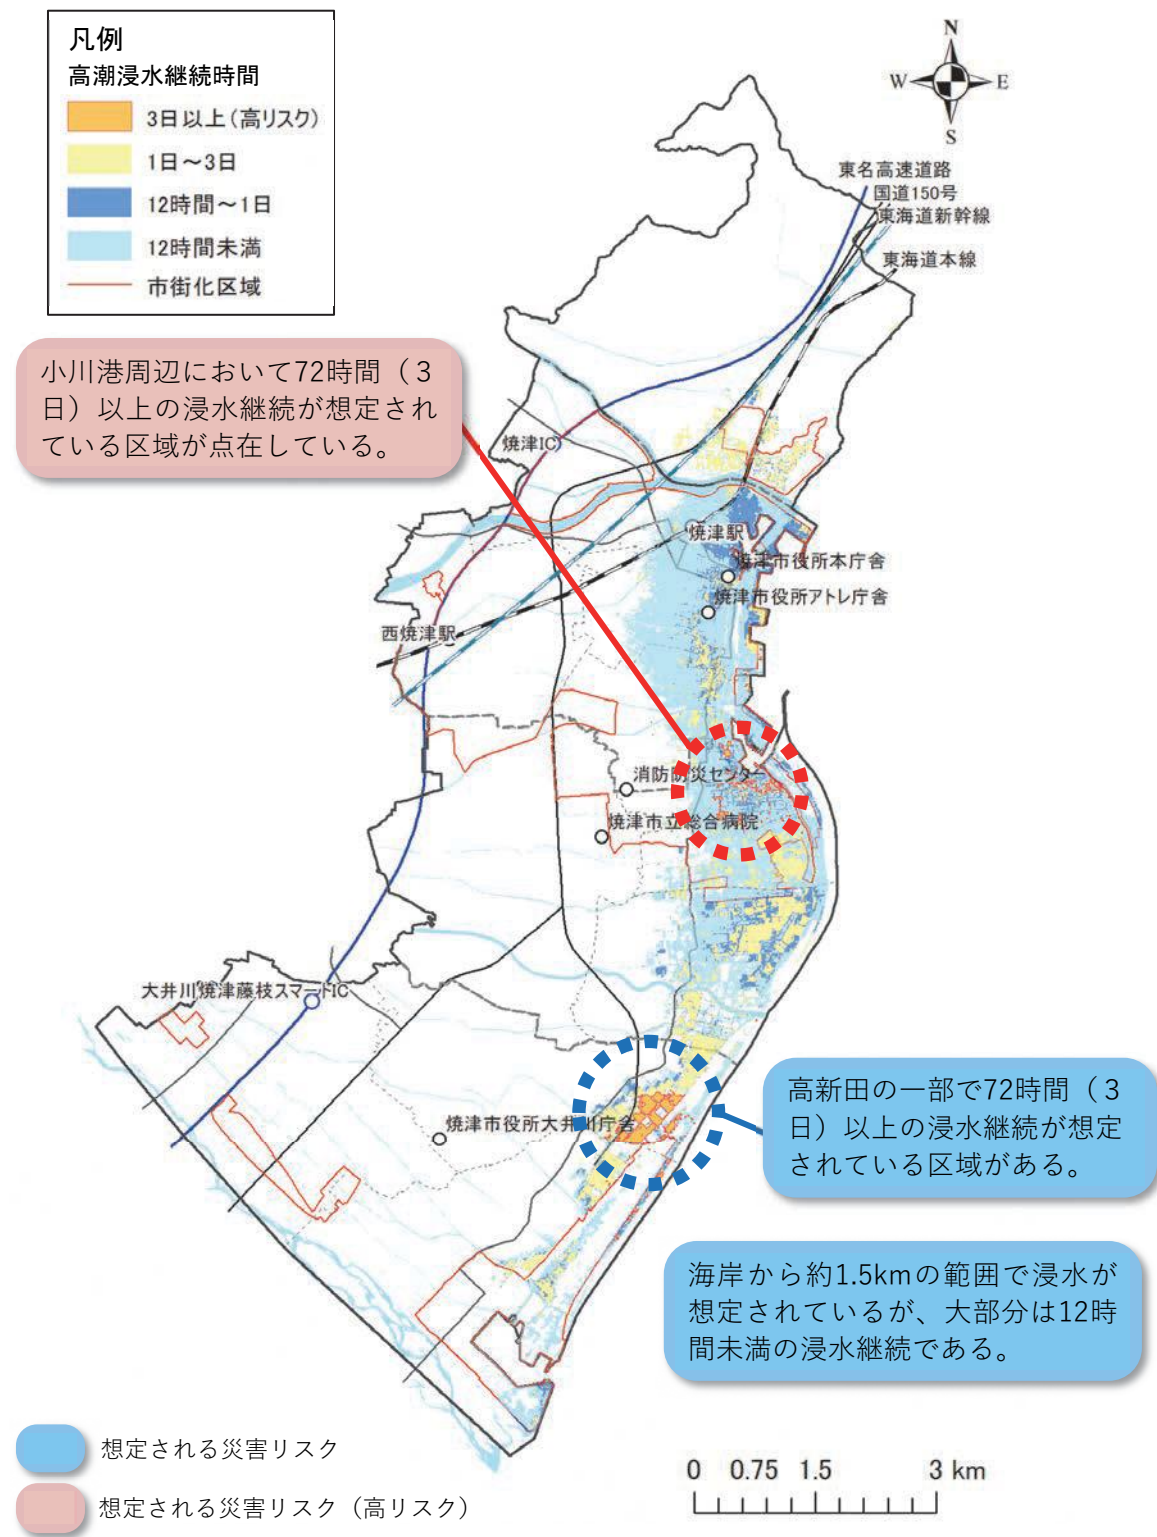 凡例
高潮浸水継続時間
3日以上(高リスク)
1日～3日
12時間～1日
12時間未満
市街化区域
N
W
E
S
東名高速道路
国道150号
東海道新幹線
東海道本線
小川港周辺において72時間（3
日）以上の浸水継続が想定され
ている区域が点在している。
焼津IC
焼津駅
焼津市役所本庁舎
焼津市役所アトレ庁舎
西焼津駅
消防防災センター
焼津市立総合病院
大井川焼津藤枝スマートIC
焼津市役所大井川庁舎
高新田の一部で72時間（3
日）以上の浸水継続が想定
されている区域がある。
海岸から約1.5kmの範囲で浸水が
想定されているが、大部分は12時
間未満の浸水継続である。
想定される災害リスク
想定される災害リスク（高リスク）
0 0.75 1.5 3 km